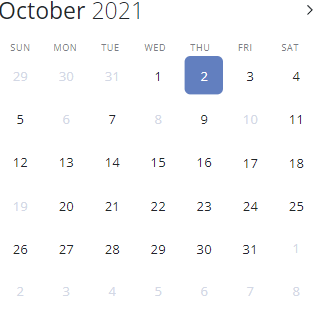 October 2021
SUN MON TUE WED THU FRI SAT
29 30 31 1 2 3 4
5 6 7 8 9 10 11
12 13 14 15 16 17 18
19 20 21 22 23 24 25
26 27 28 29 30 31 1
2 3 4 5 6 7 8